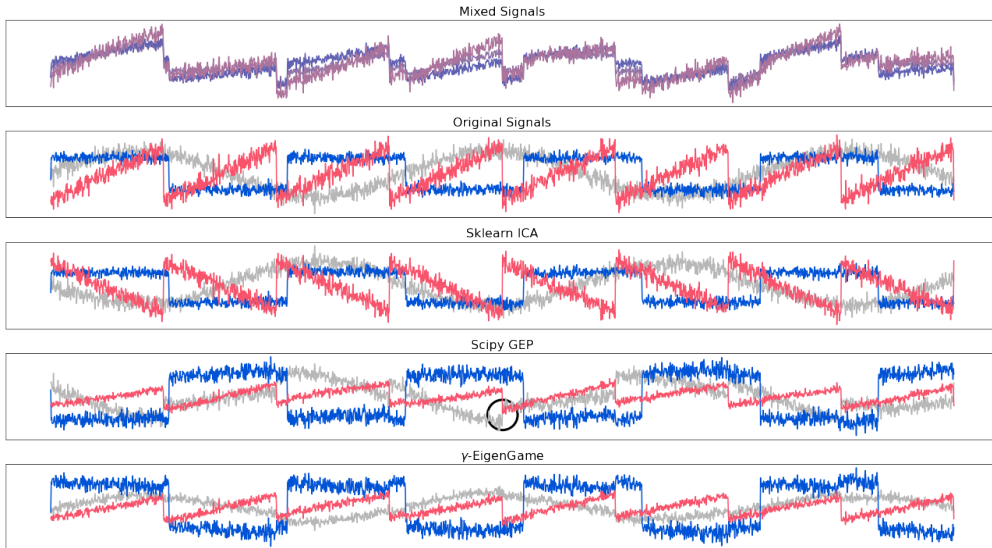 Mixed Signals
Original Signals
Sklearn ICA
Scipy GEP
γ-EigenGame